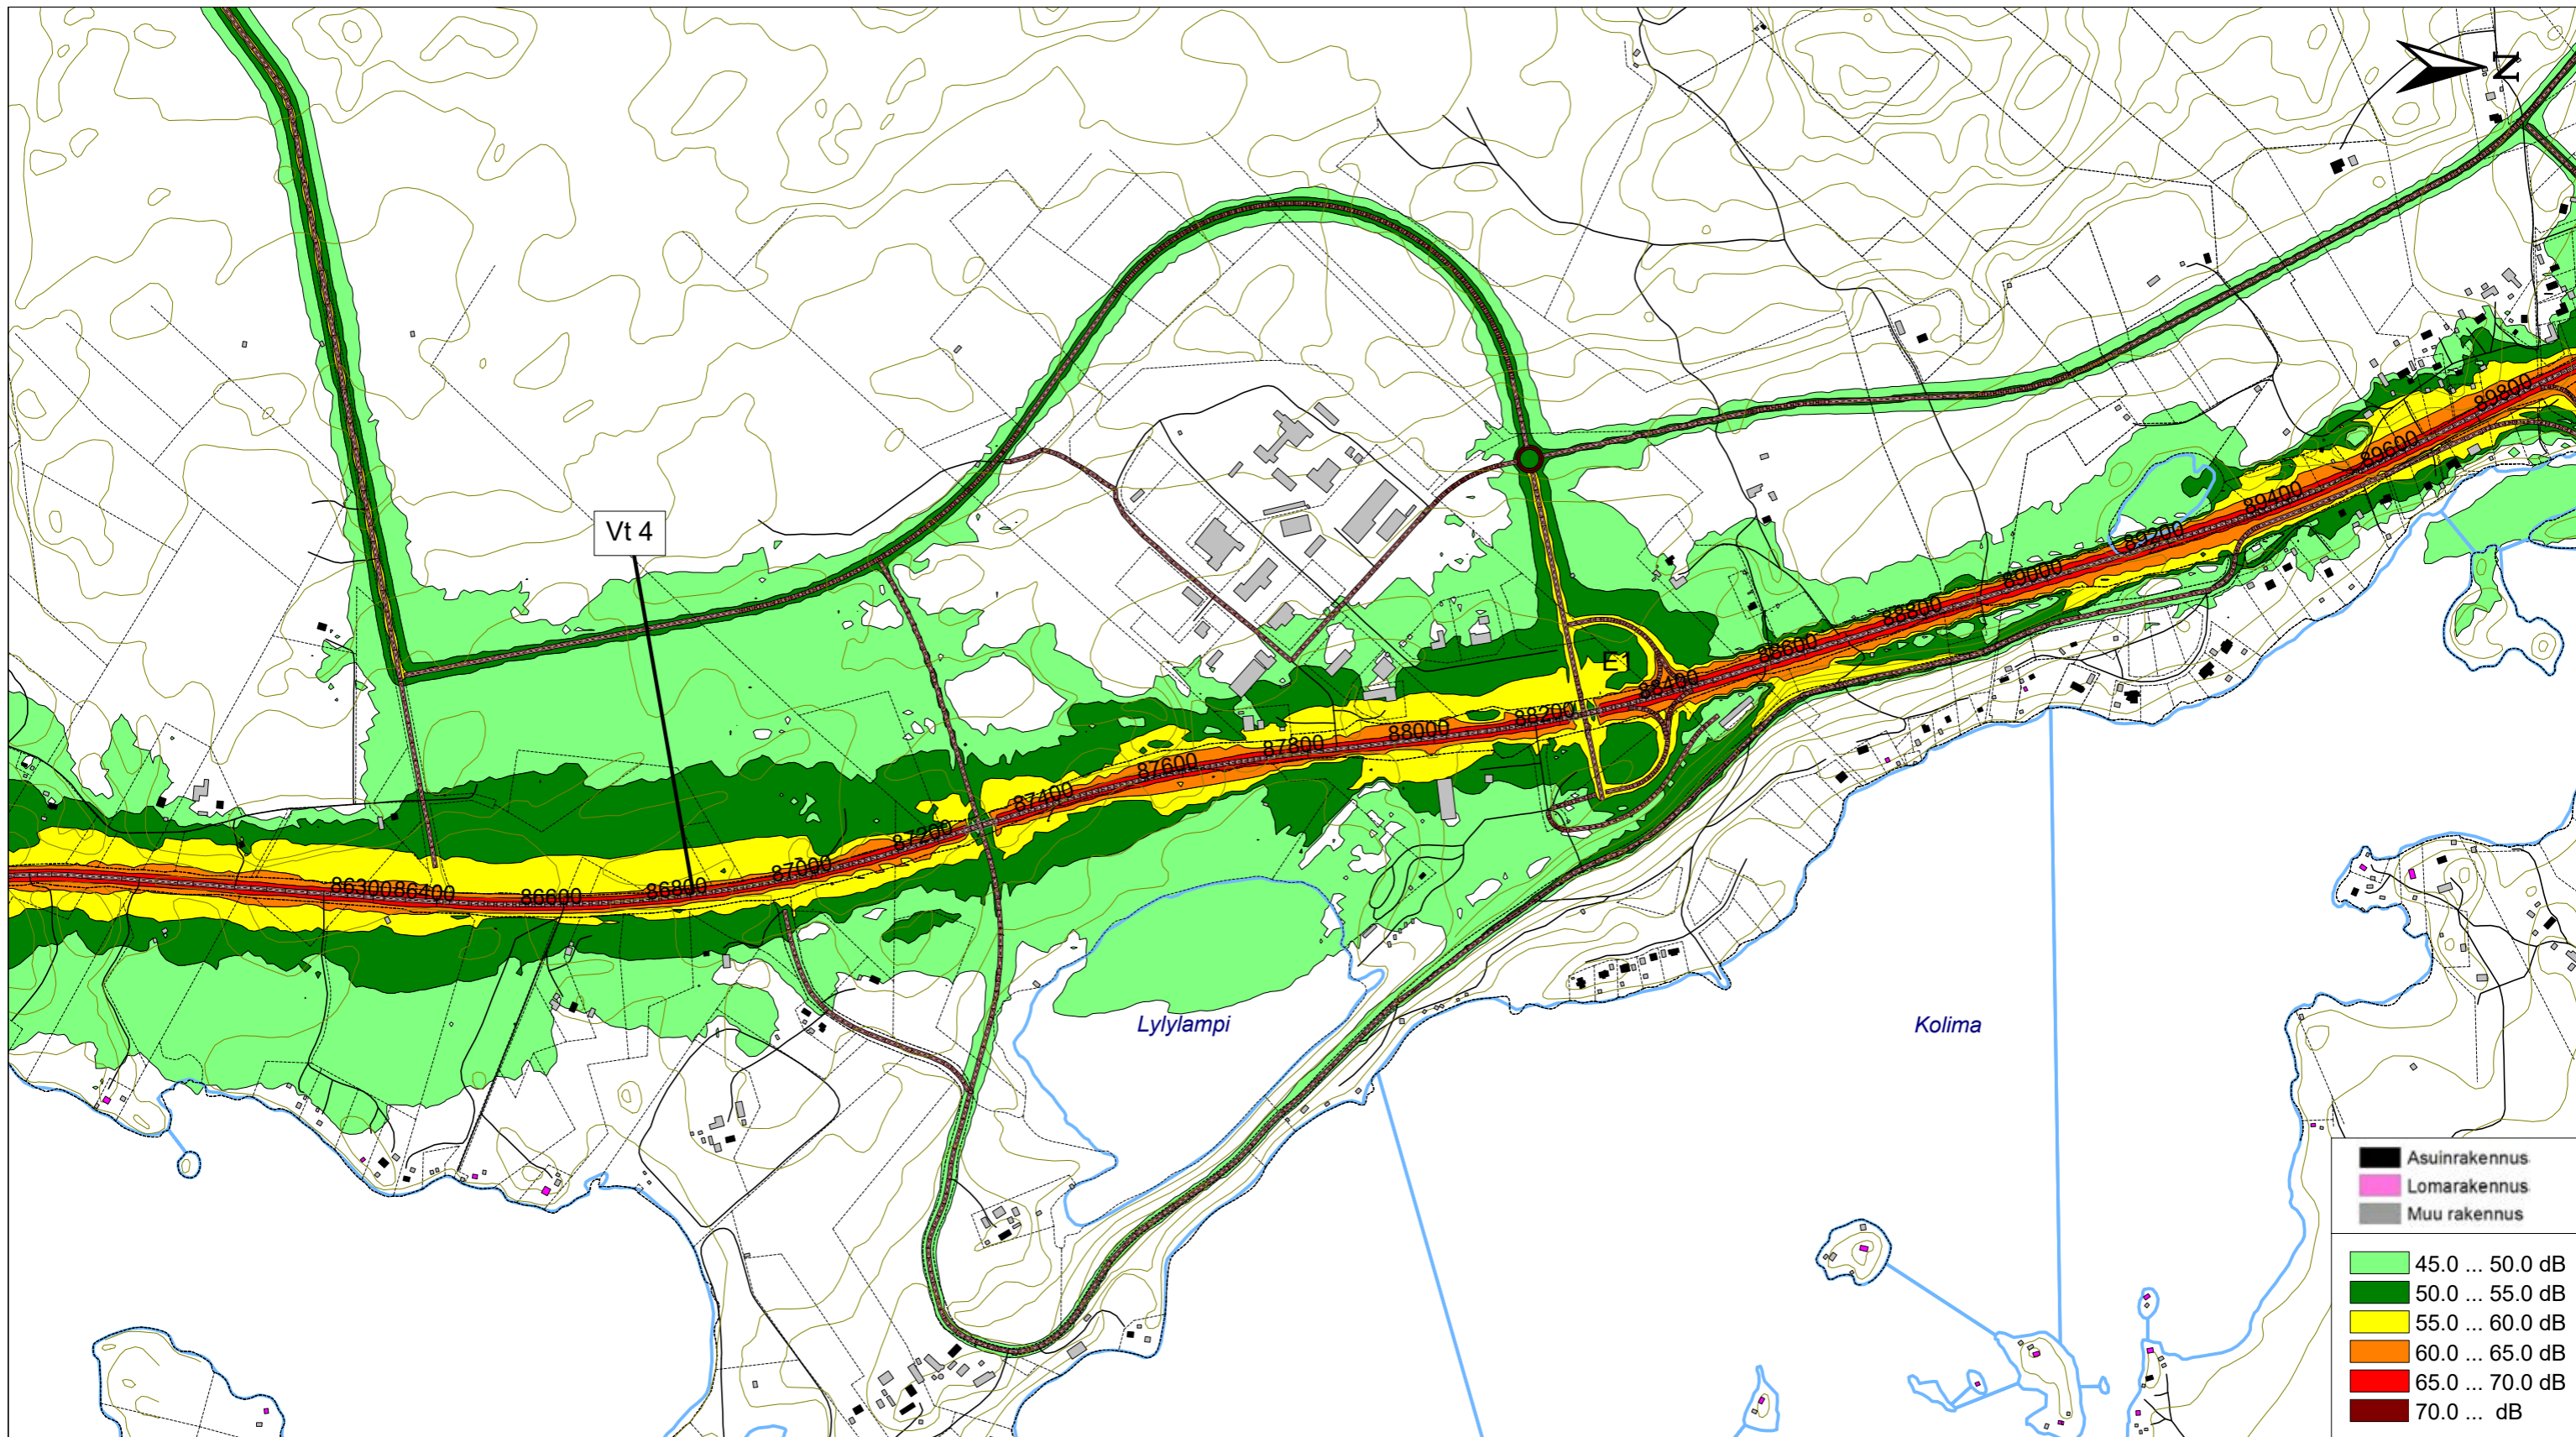 N
Vt 4
E1
86300
86400
86600
86800
87000
87200
87400
87600
87800
88000
88200
88400
88600
88800
89000
89200
89400
89600
89800
Lylylampi
Kolima
Asuinrakennus
Lomarakennus
Muu rakennus
45.0 ... 50.0 dB
50.0 ... 55.0 dB
55.0 ... 60.0 dB
60.0 ... 65.0 dB
65.0 ... 70.0 dB
70.0 ... dB